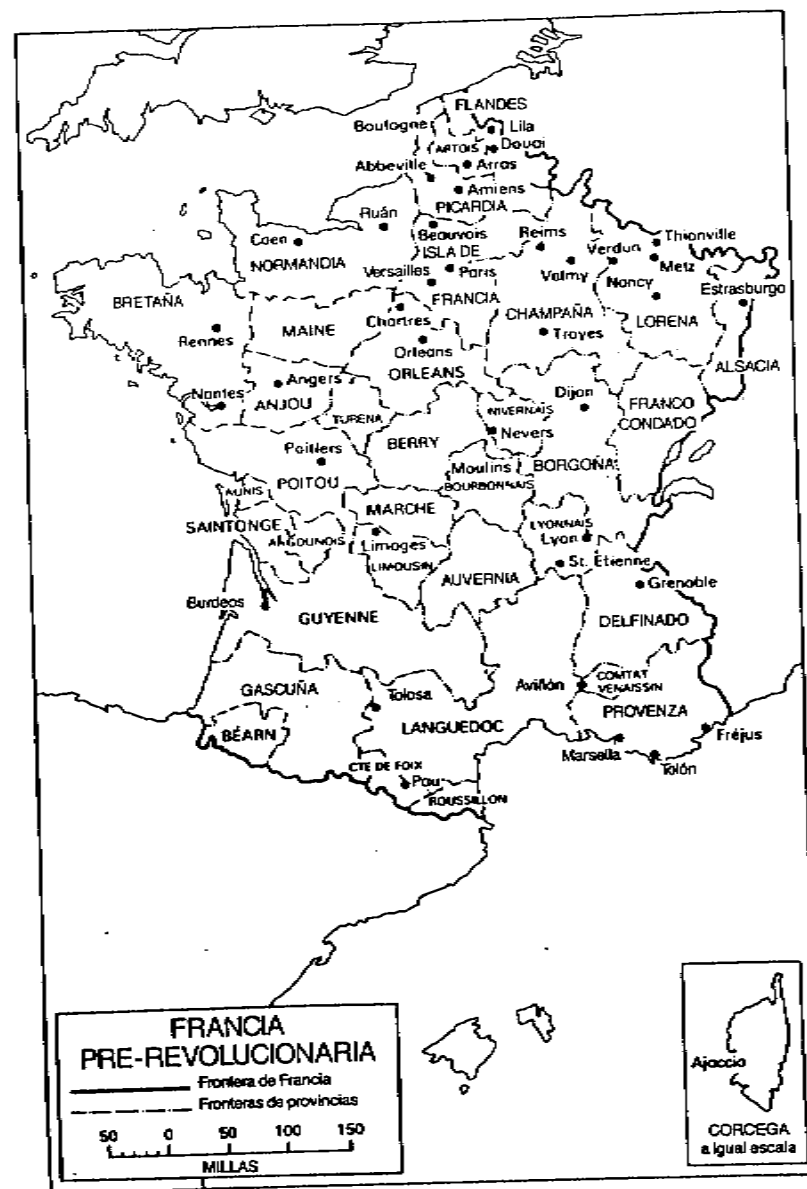 FLANDES
Boulogne
Lila
ARTOIS
Douai
Abbeville
Arras
Amiens
PICARDIA
Ruán
Beauvois
Reims
Thionville
Caen
ISLA DE
Verdun
NORMANDIA
Versailles
Paris
Valmy
Metz
BRETAÑA
FRANCIA
Nancy
Estrasburgo
Chartres
CHAMPAÑA
LORENA
MAINE
Rennes
Orleans
Troyes
ORLEANS
ALSACIA
Angers
Dijon
FRANCO
CONDADO
Nantes
ANJOU
TURENA
NIVERNAIS
Nevers
BERRY
Poitiers
POITOU
Moulins
BOURBONNAIS
BORGOÑA
AUNIS
MARCHE
SAINTONGE
ANGOUNOIS
Limoges
LIMOUSIN
LYONNAIS
Lyon
St. Etienne
AUVERNIA
Grenoble
Burdeos
GUYENNE
DELFINADO
GASCUÑA
Tolosa
Aviñón
COMTAT
VENAISSIN
BÉARN
LANGUEDOC
PROVENZA
Fréjus
Marsella
Tolón
CTE DE FOIX
Pau
ROUSSILLON
FRANCIA
PRE-REVOLUCIONARIA
Frontera de Francia
Fronteras de provincias
50 0 50 100 150
MILLAS
Ajaccio
CORCEGA
a igual escala